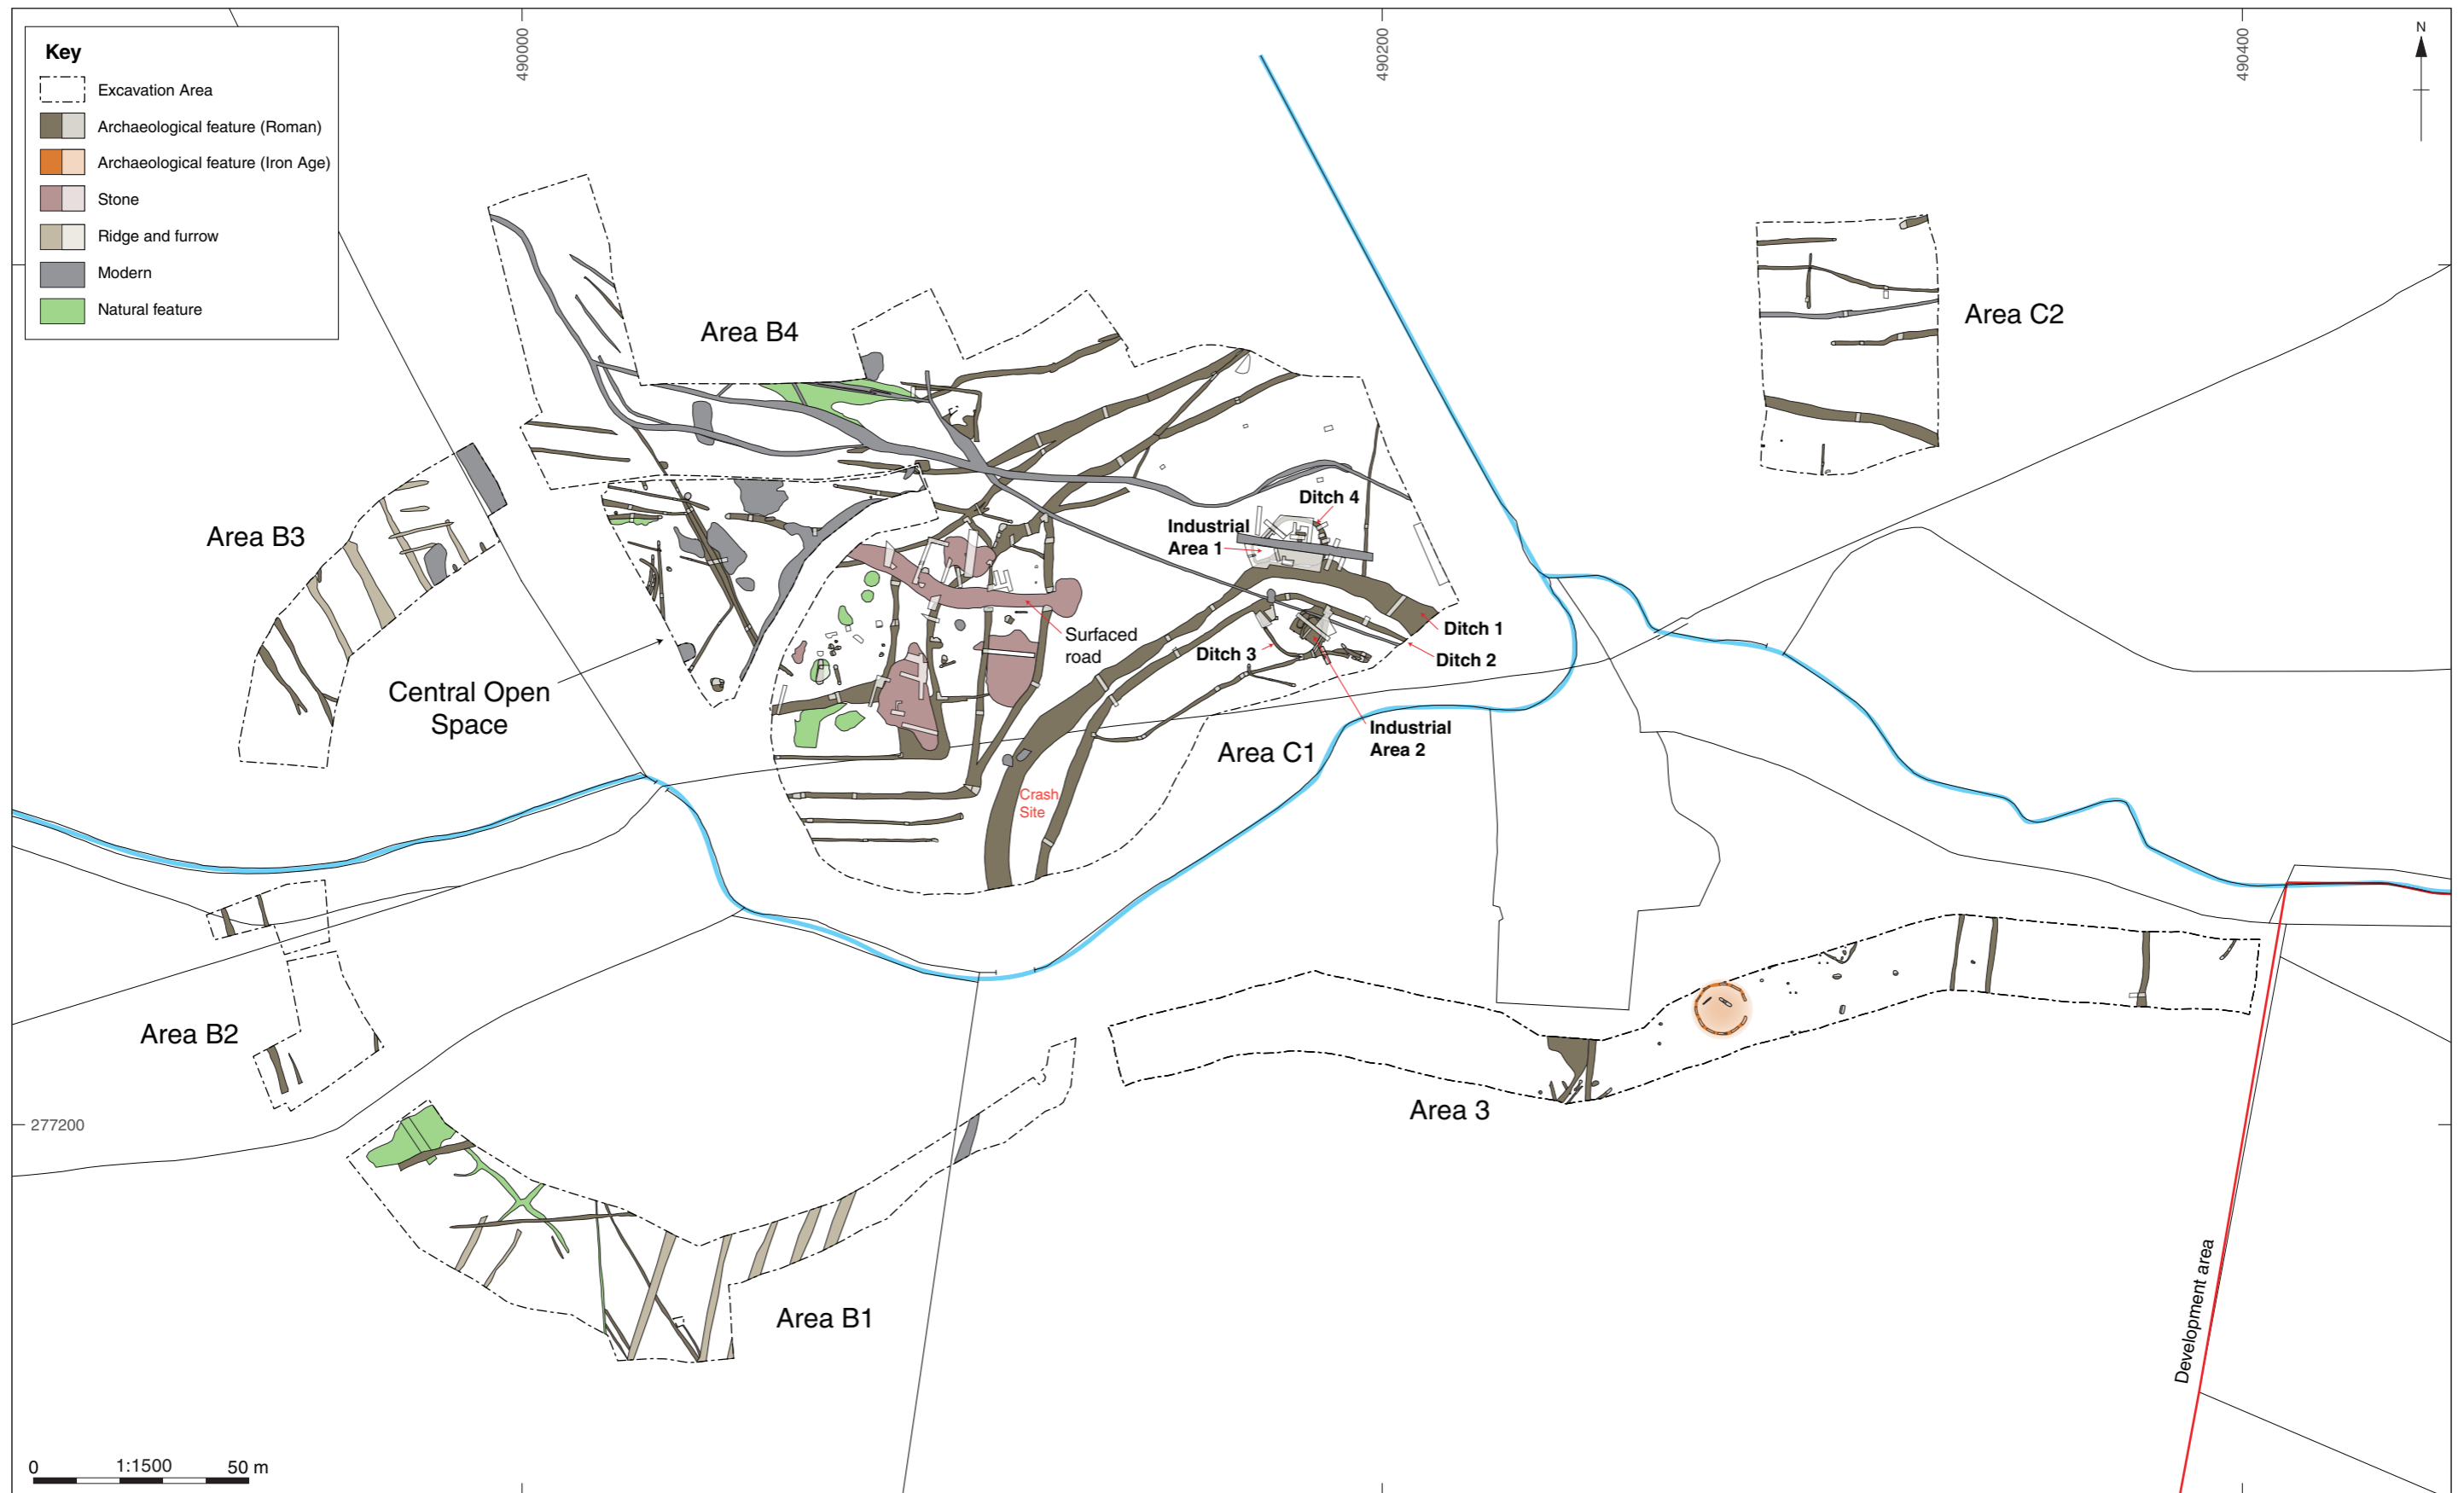 490000
490200
490400
N
Key
Excavation Area
Archaeological feature (Roman)
Archaeological feature (Iron Age)
Stone
Ridge and furrow
Modern
Natural feature
Area B4
Area C2
Area B3
Ditch 4
Industrial
Area 1
Surfaced
road
Ditch 1
Ditch 2
Ditch 3
Central Open
Space
Industrial
Area 2
Area C1
Crash
Site
Area B2
Area 3
277200
Area B1
Development area
0 1:1500 50 m